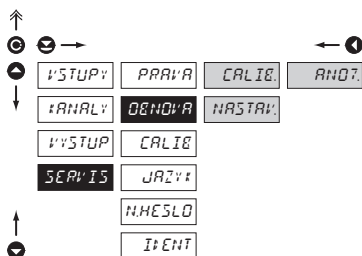 VSTUPY PRAVA CALIB. ANO?
KANALY OBNOVA NASTAV.
VYSTUP CALIB
SERVIS JAZYK
N.HESLO
IDENT